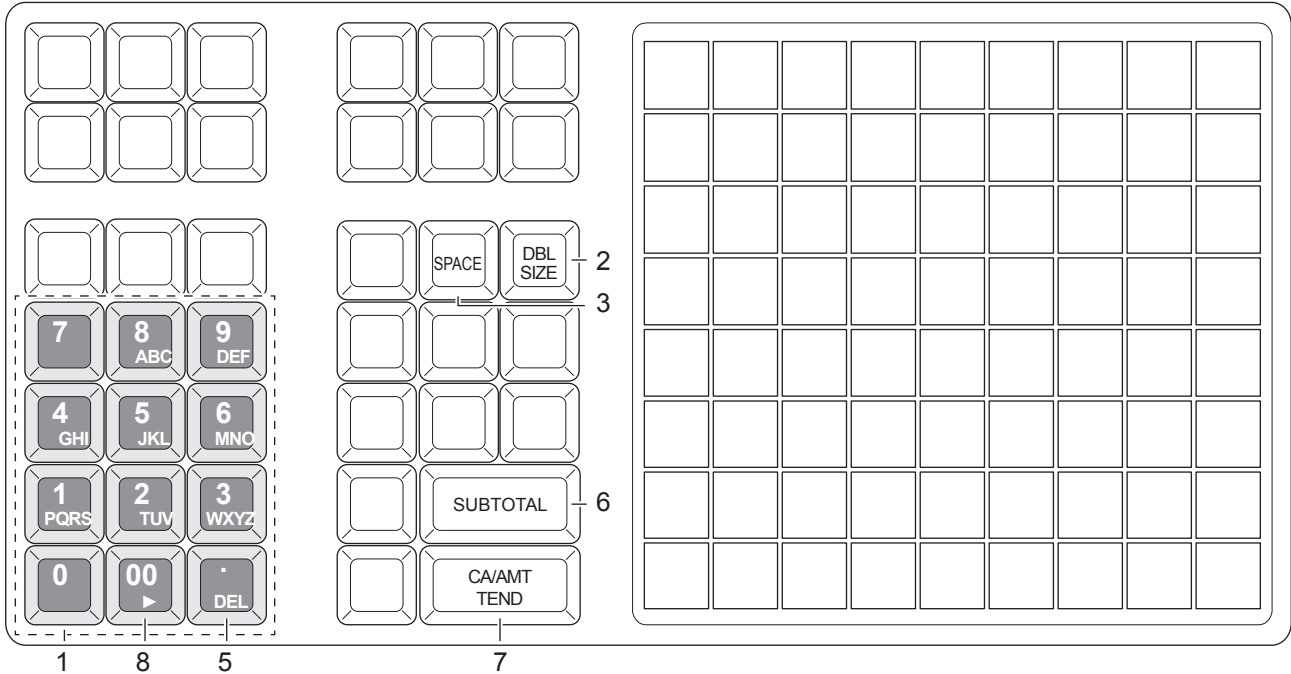 SPACE
DBL
SIZE
2
3
7
8
ABC
9
DEF
4
GHI
5
JKL
6
MNO
1
PQRS
2
TUV
3
WXYZ
SUBTOTAL
6
0
00
►
.
DEL
CA/AMT
TEND
1
8
5
7